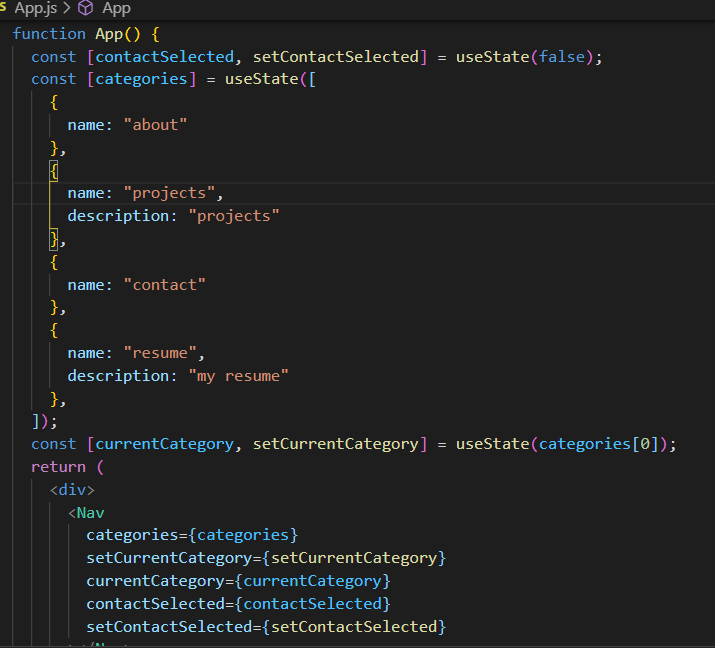 App.js > App
function App() {
const [contactSelected, setContactSelected] = useState(false);
const [categories] = useState([
{
name: "about"
},
{
name: "projects",
description: "projects"
},
{
name: "contact"
},
{
name: "resume",
description: "my resume"
},
]);
const [currentCategory, setCurrentCategory] = useState(categories[0]);
return (
<div>
<Nav
categories={categories}
setCurrentCategory={setCurrentCategory}
currentCategory={currentCategory}
contactSelected={contactSelected}
setContactSelected={setContactSelected}